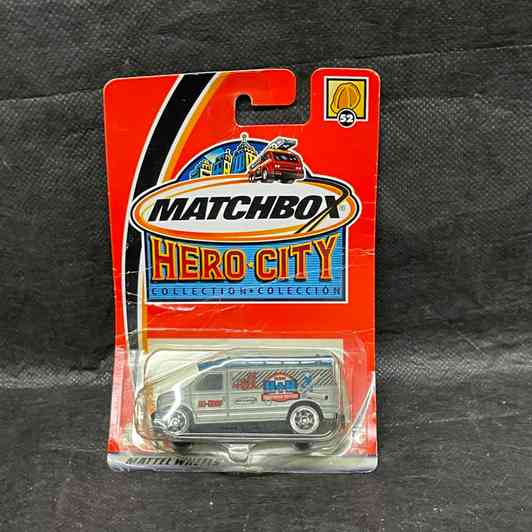 52
MATCHBOX®
HERO·CITY
COLLECTION•COLECCIÓN
H+H
MATTEL WHEELS